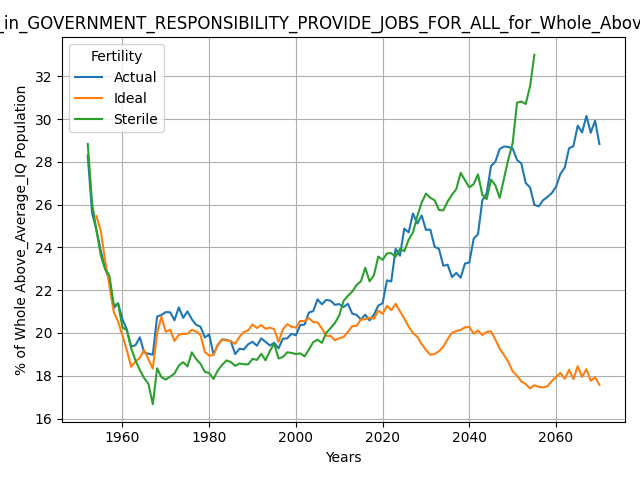 _in_GOVERNMENT_RESPONSIBILITY_PROVIDE_JOBS_FOR_ALL_for_Whole_Abov
Fertility
Actual
Ideal
Sterile
% of Whole Above_Average_IQ Population
32
30
28
26
24
22
20
18
16
1960
1980
2000
2020
2040
2060
Years